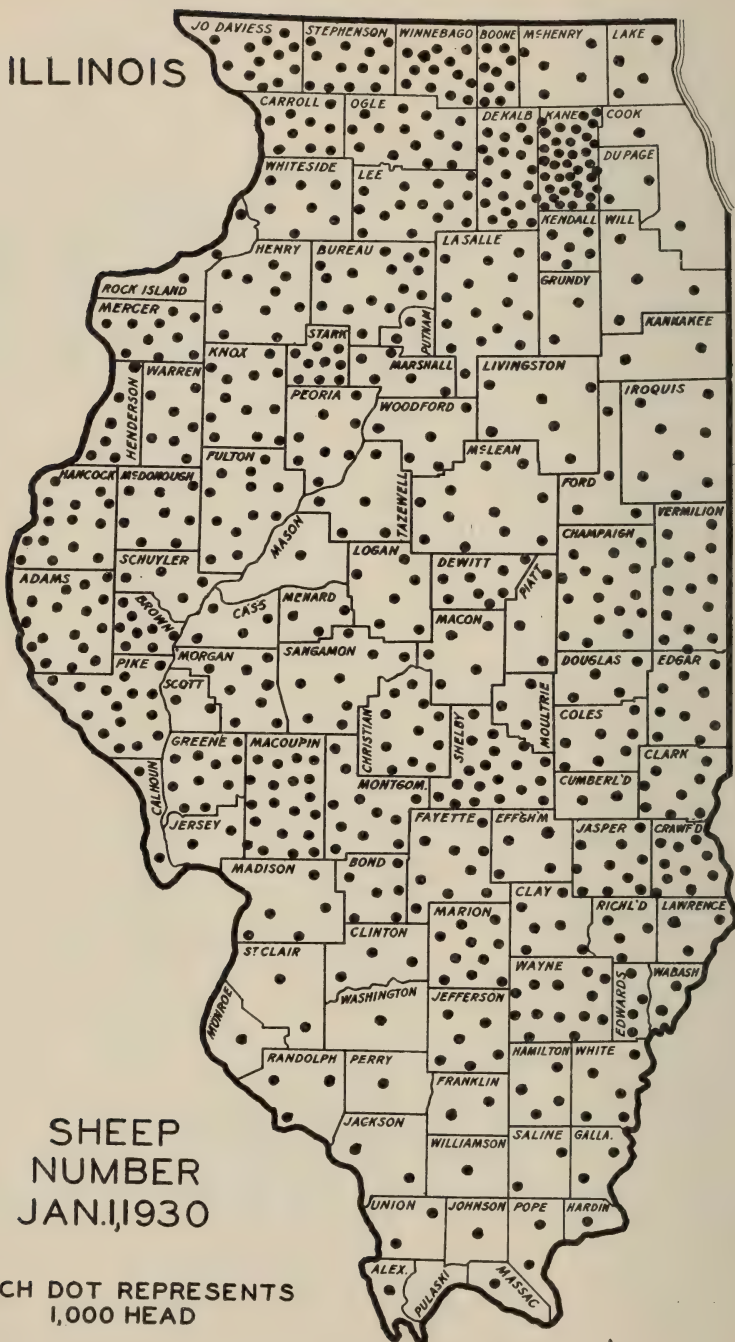 ILLINOIS
JO DAVIESS STEPHENSON WINNEBAGO BOONE McHENRY LAKE
CARROLL OGLE DEKALB KANE COOK
DU PAGE
WHITESIDE LEE
KENDALL WILL
HENRY BUREAU LA SALLE
GRUNDY
ROCK ISLAND
MERCER PUTNAM KANKAKEE
STARK
KNOX MARSHALL LIVINGSTON
WARREN
HENDERSON PEORIA IROQUIS
WOODFORD
FULTON McLEAN
HANCOCK McDONOUGH
TAZEWELL FORD
VERMILION
MASON CHAMPAIGN
SCHUYLER LOGAN DEWITT
ADAMS PIATT
BROWN CASS MENARD
MACON
PIKE MORGAN SANGAMON DOUGLAS EDGAR
SCOTT
CHRISTIAN SHELBY MOULTRIE COLES
GREENE MACOUPIN CLARK
CALHOUN MONTGOM. CUMBERL'D
JERSEY FAYETTE EFFGH'M JASPER CRAWF'D
MADISON BOND
CLAY RICHL'D LAWRENCE
MARION
CLINTON
ST CLAIR WAYNE WABASH
EDWARDS
MONROE WASHINGTON JEFFERSON
RANDOLPH PERRY HAMILTON WHITE
FRANKLIN
JACKSON
WILLIAMSON SALINE GALLA.
UNION JOHNSON POPE HARDIN
ALEX. PULASKI MASSAC
SHEEP
NUMBER
JAN.1,1930
CH DOT REPRESENTS
1,000 HEAD